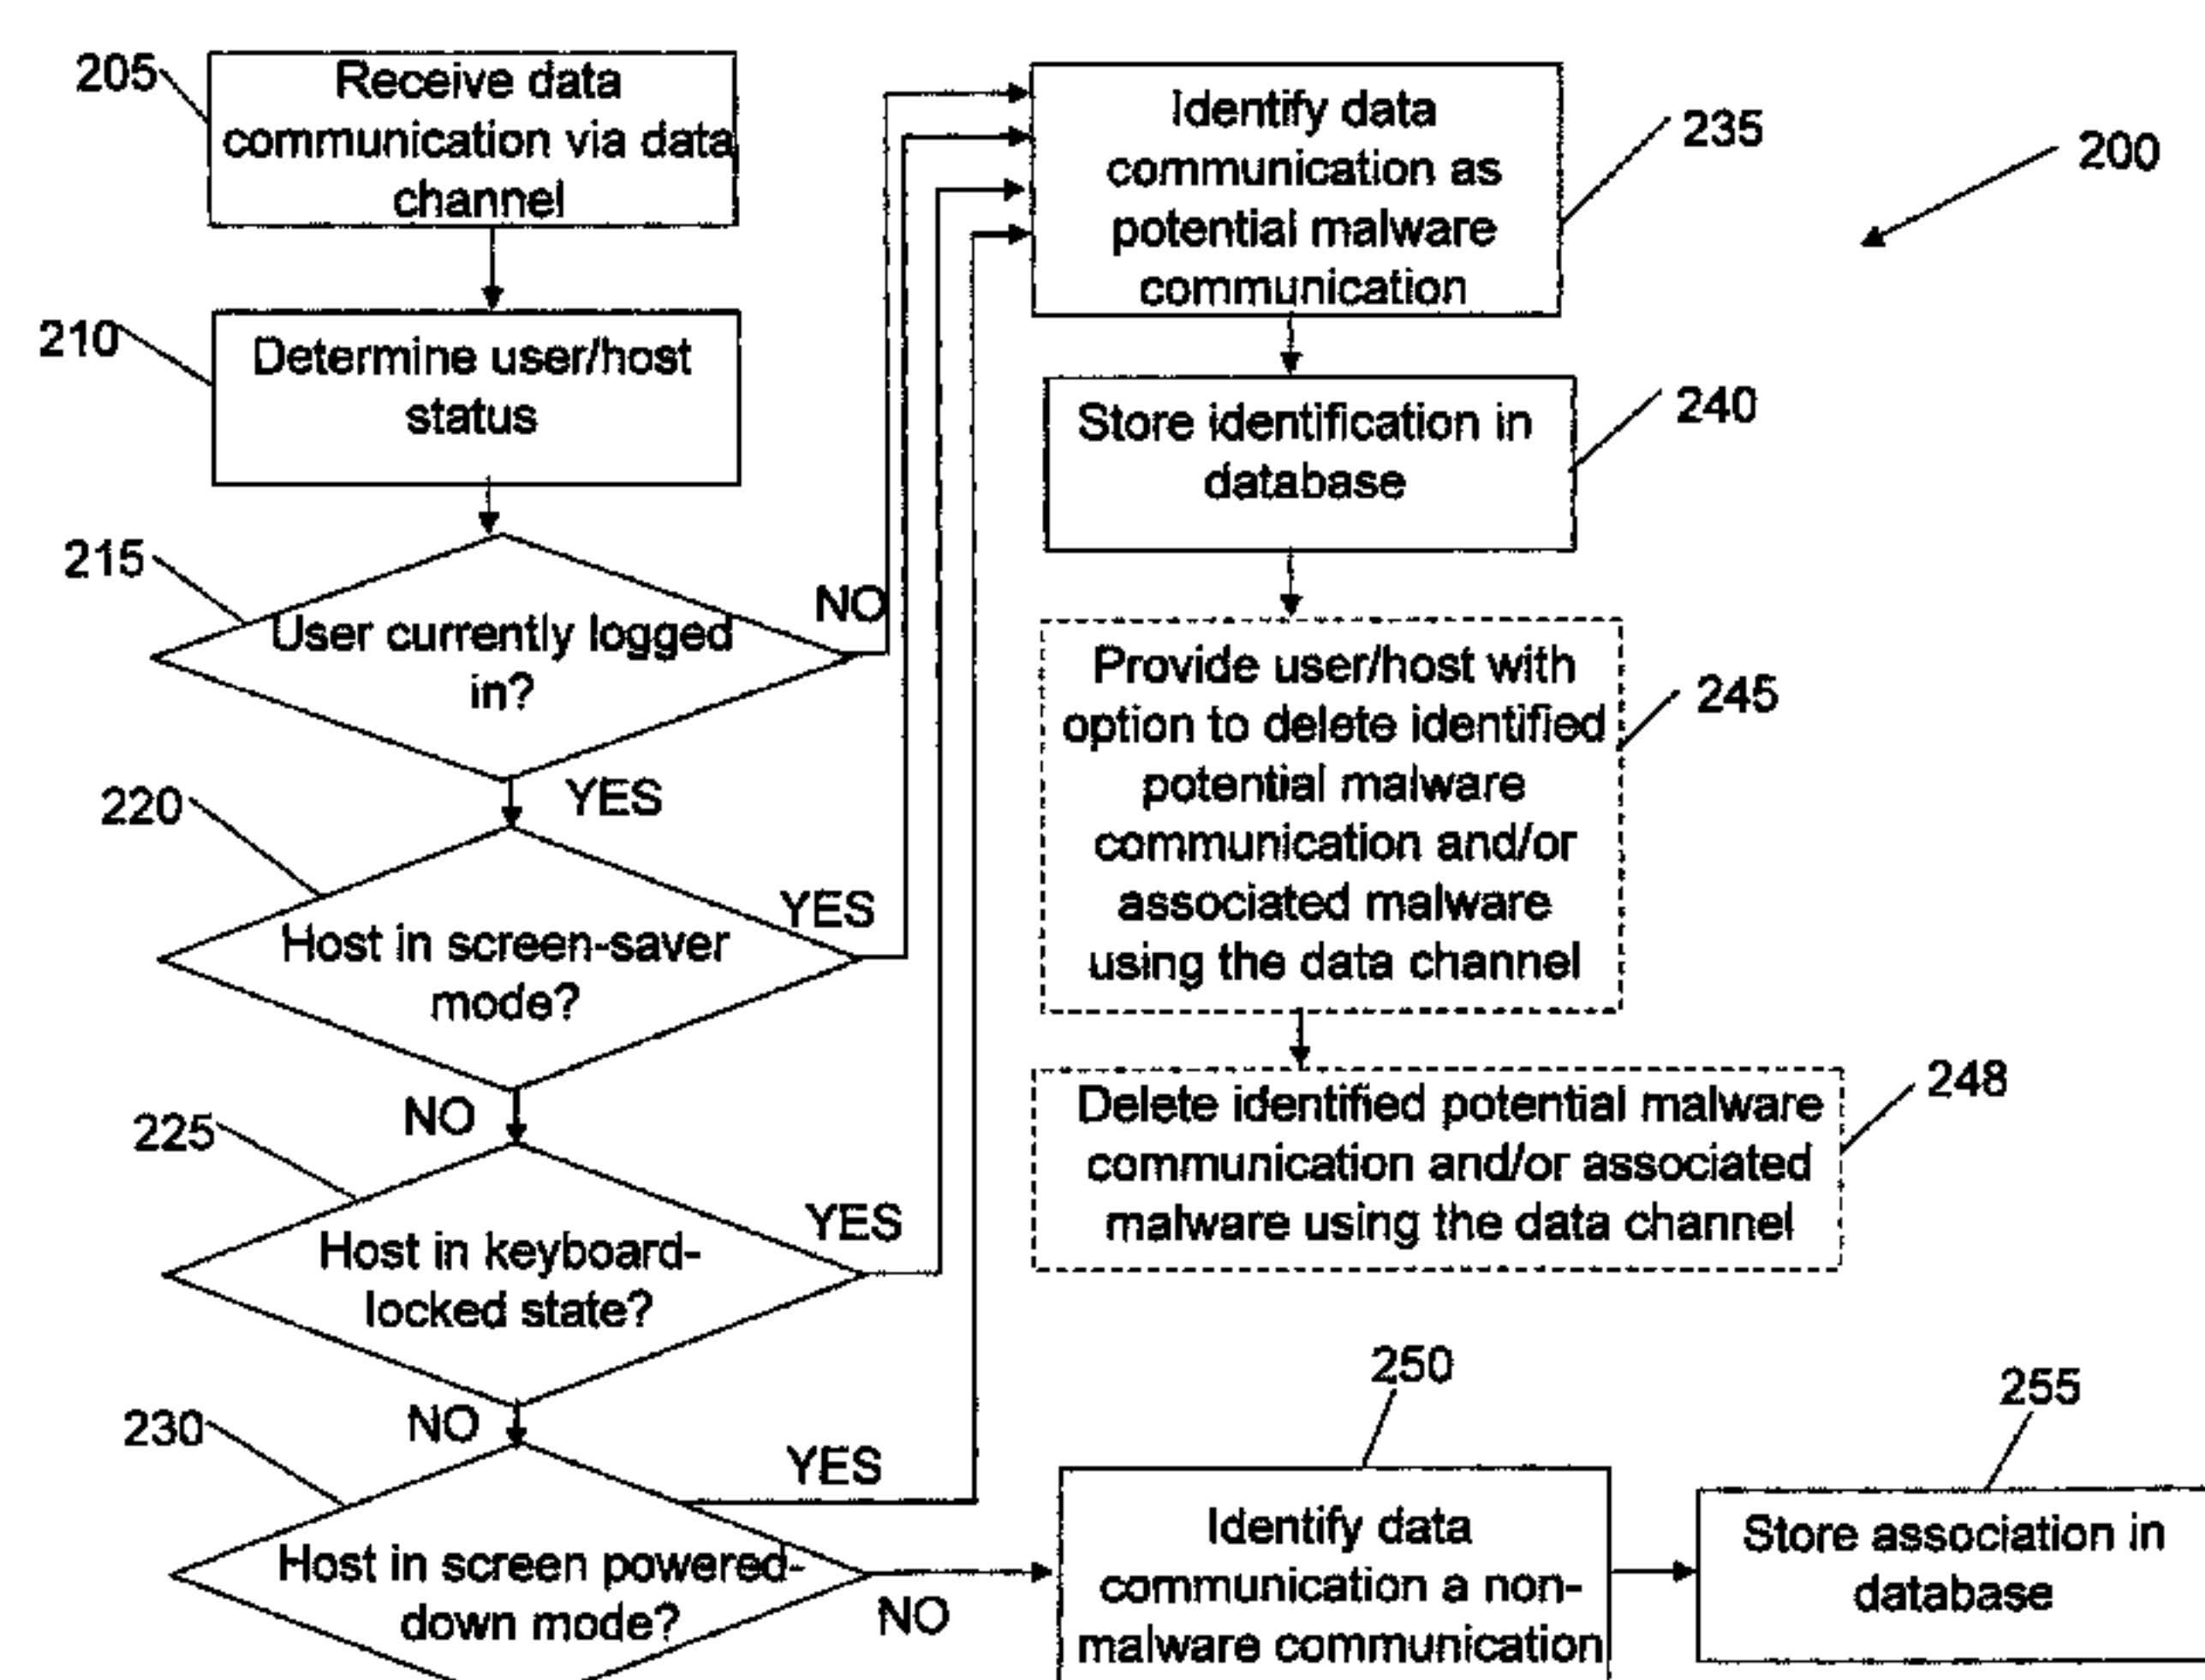 205
Receive data
communication via data
channel
210
Determine user/host
status
215
User currently logged
in?
NO
YES
220
Host in screen-saver
mode?
YES
NO
225
Host in keyboard-
locked state?
YES
NO
230
Host in screen powered-
down mode?
YES
NO
Identify data
communication as
potential malware
communication
235
200
Store identification in
database
240
Provide user/host with
option to delete identified
potential malware
communication and/or
associated malware
using the data channel
245
Delete identified potential malware
communication and/or associated
malware using the data channel
248
250
Identify data
communication a non-
malware communication
255
Store association in
database